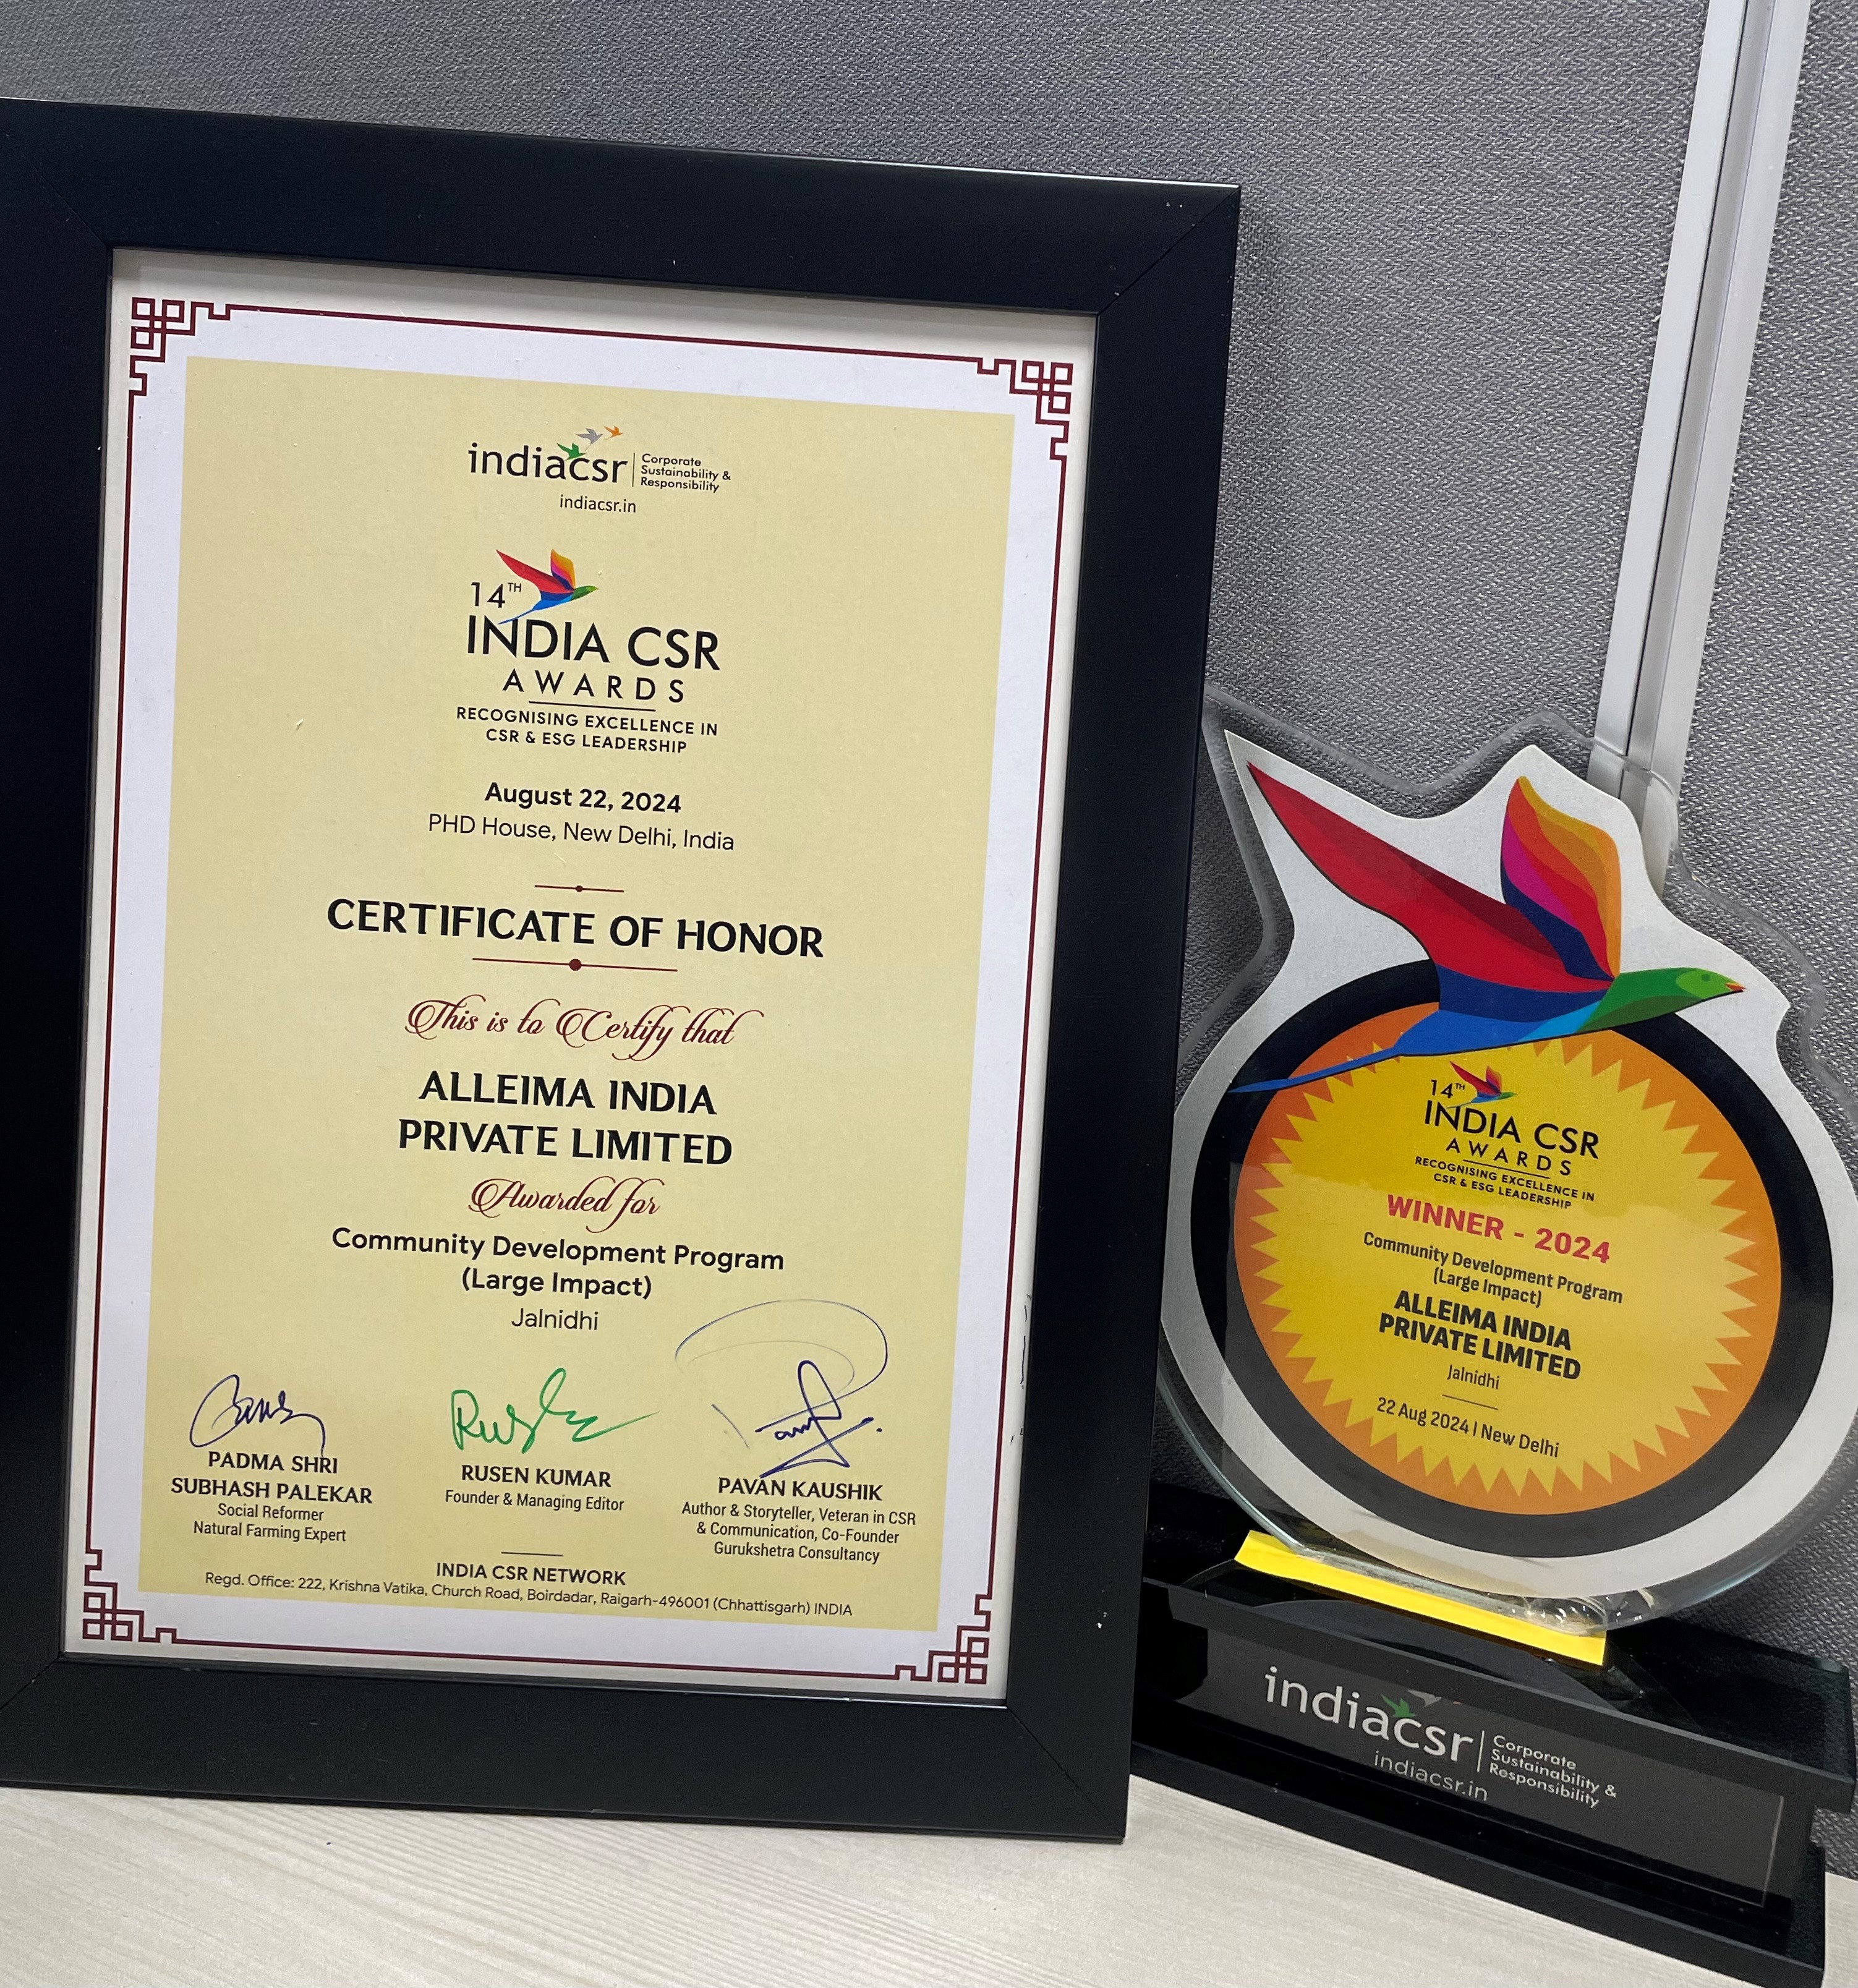 indiacsr
Corporate
Sustainability &
Responsibility
indiacsr.in
14TH
INDIA CSR
AWARDS
RECOGNISING EXCELLENCE IN
CSR & ESG LEADERSHIP
August 22, 2024
PHD House, New Delhi, India
CERTIFICATE OF HONOR
This is to Certify that
ALLEIMA INDIA
PRIVATE LIMITED
Awarded for
Community Development Program
(Large Impact)
Jalnidhi
PADMA SHRI
SUBHASH PALEKAR
Social Reformer
Natural Farming Expert
RUSEN KUMAR
Founder & Managing Editor
PAVAN KAUSHIK
Author & Storyteller, Veteran in CSR
& Communication, Co-Founder
Gurukshetra Consultancy
INDIA CSR NETWORK
Regd. Office: 222, Krishna Vatika, Church Road, Boirdadar, Raigarh-496001 (Chhattisgarh) INDIA
14TH
INDIA CSR
AWARDS
RECOGNISING EXCELLENCE IN
CSR & ESG LEADERSHIP
WINNER - 2024
Community Development Program
(Large Impact)
ALLEIMA INDIA
PRIVATE LIMITED
Jalnidhi
22 Aug 2024 | New Delhi
indiacsr
Corporate
Sustainability &
Responsibility
indiacsr.in